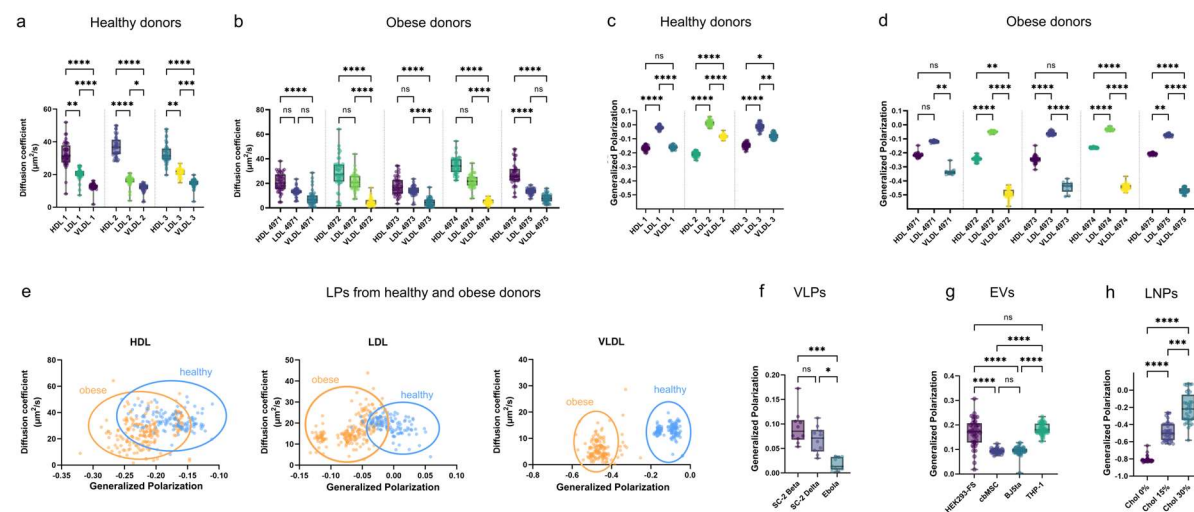 a
Healthy donors
Diffusion coefficient
(µm²/s)
60
40
20
0
****
****
**
****
*
****
****
***
**
HDL 1
LDL 1
VLDL 1
HDL 2
LDL 2
VLDL 2
HDL 3
LDL 3
VLDL 3
b
Obese donors
Diffusion coefficient
(µm²/s)
80
60
40
20
0
****
ns
ns
****
ns
****
****
ns
****
****
ns
****
****
ns
****
HDL 4971
LDL 4971
VLDL 4971
HDL 4972
LDL 4972
VLDL 4972
HDL 4973
LDL 4973
VLDL 4973
HDL 4974
LDL 4974
VLDL 4974
HDL 4975
LDL 4975
VLDL 4975
c
Healthy donors
Generalized Polarization
0.1
0.0
-0.1
-0.2
-0.3
-0.4
-0.5
ns
****
****
****
****
****
*
**
****
HDL 1
LDL 1
VLDL 1
HDL 2
LDL 2
VLDL 2
HDL 3
LDL 3
VLDL 3
d
Obese donors
Generalized Polarization
0.1
0.0
-0.1
-0.2
-0.3
-0.4
-0.5
ns
**
ns
**
****
****
ns
****
****
****
****
****
****
****
**
HDL 4971
LDL 4971
VLDL 4971
HDL 4972
LDL 4972
VLDL 4972
HDL 4973
LDL 4973
VLDL 4973
HDL 4974
LDL 4974
VLDL 4974
HDL 4975
LDL 4975
VLDL 4975
e
LPs from healthy and obese donors
HDL
Diffusion coefficient
(µm²/s)
80
60
40
20
0
obese
healthy
-0.35
-0.30
-0.25
-0.20
-0.15
-0.10
-0.09
Generalized Polarization
LDL
Diffusion coefficient
(µm²/s)
50
40
30
20
10
0
obese
healthy
-0.15
-0.10
-0.05
0.00
0.05
0.10
Generalized Polarization
VLDL
Diffusion coefficient
(µm²/s)
40
30
20
10
0
obese
healthy
-0.8
-0.6
-0.4
-0.2
0.0
Generalized Polarization
f
VLPs
Generalized Polarization
0.20
0.15
0.10
0.05
0.00
***
ns
*
SC-2 Beta
SC-2 Delta
Ebola
g
EVs
Generalized Polarization
0.4
0.3
0.2
0.1
0.0
ns
****
****
****
****
ns
HEK293-FS
cbMSC
BJ5ta
THP-1
h
LNPs
Generalized Polarization
0.2
0.0
-0.2
-0.4
-0.6
-0.8
-1.0
****
***
****
Chol 0%
Chol 15%
Chol 30%